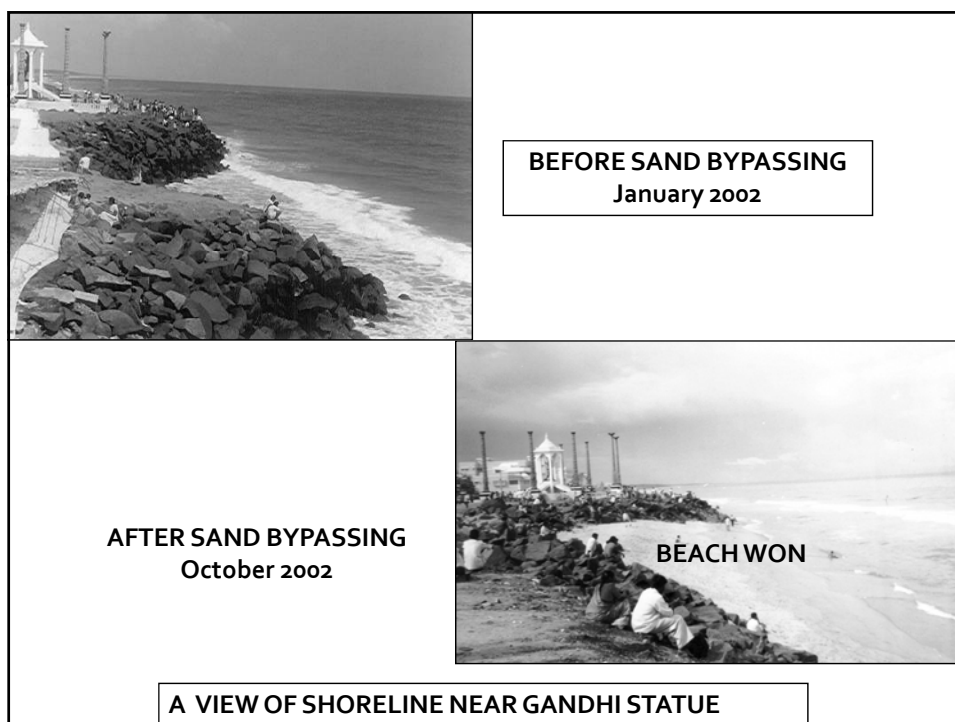 BEFORE SAND BYPASSING
January 2002
AFTER SAND BYPASSING
October 2002
BEACH WON
A VIEW OF SHORELINE NEAR GANDHI STATUE